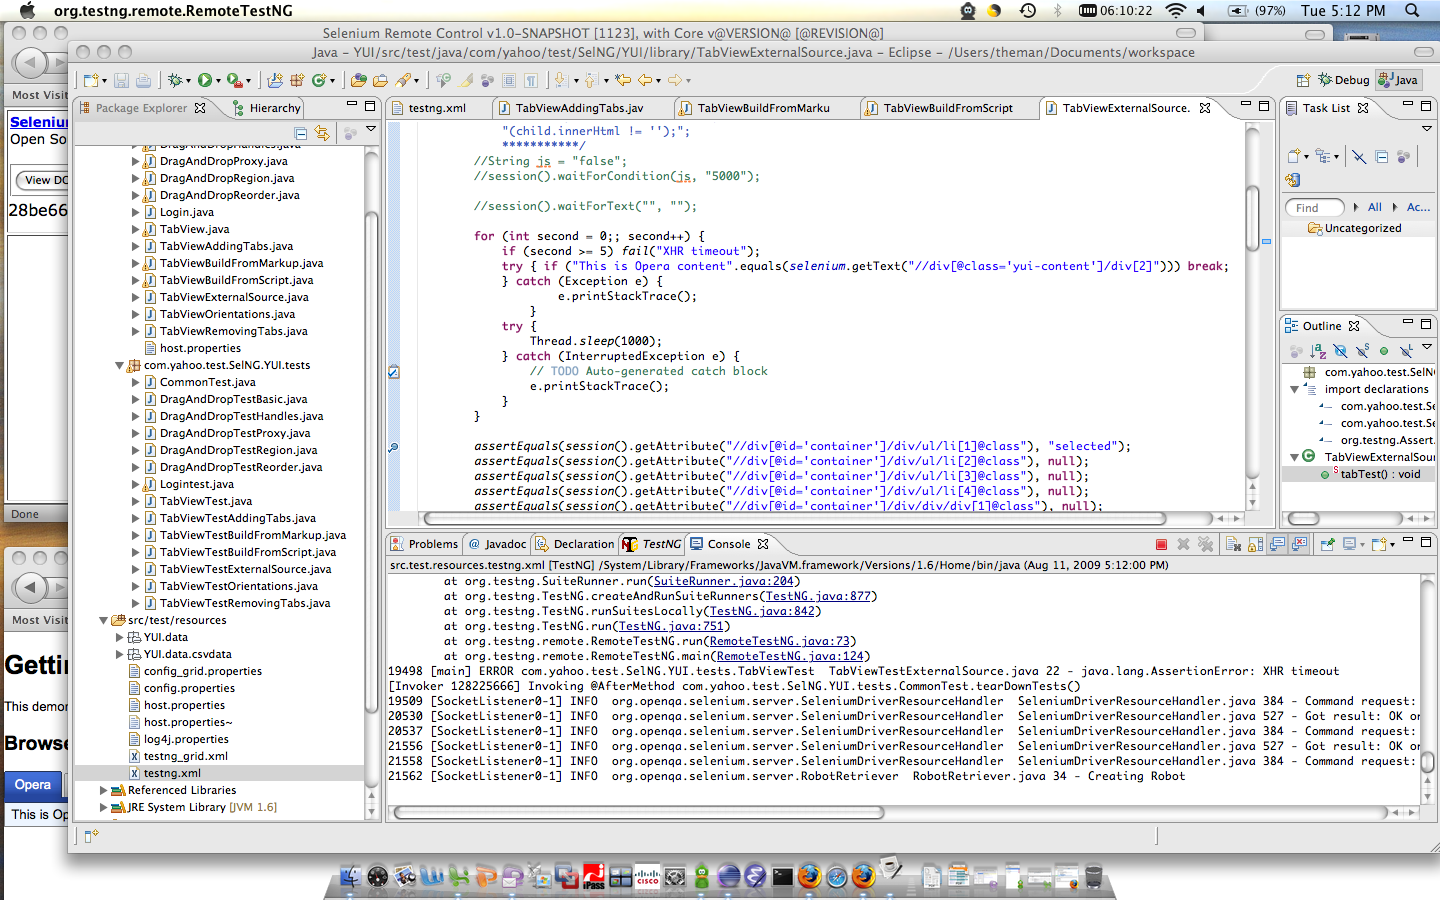 org.testng.remote.RemoteTestNG
06:10:22
(97%)
Tue 5:12 PM
Selenium Remote Control v1.0-SNAPSHOT [1123], with Core v@VERSION@ [@REVISION@]
Java – YUI/src/test/java/com/yahoo/test/SelNG/YUI/library/TabViewExternalSource.java – Eclipse – /Users/theman/Documents/workspace
Debug
Java
Most Visit
Selenium
Open So
View DO
28be66
Done
Most Visit
Getti
This demor
Browse
Opera
This is Op
Package Explorer
Hierarchy
DragAndDropHandles.java
DragAndDropProxy.java
DragAndDropRegion.java
DragAndDropReorder.java
Login.java
TabView.java
TabViewAddingTabs.java
TabViewBuildFromMarkup.java
TabViewBuildFromScript.java
TabViewExternalSource.java
TabViewOrientations.java
TabViewRemovingTabs.java
host.properties
com.yahoo.test.SelNG.YUI.tests
CommonTest.java
DragAndDropTestBasic.java
DragAndDropTestHandles.java
DragAndDropTestProxy.java
DragAndDropTestRegion.java
DragAndDropTestReorder.java
Logintest.java
TabViewTest.java
TabViewTestAddingTabs.java
TabViewTestBuildFromMarkup.java
TabViewTestBuildFromScript.java
TabViewTestExternalSource.java
TabViewTestOrientations.java
TabViewTestRemovingTabs.java
src/test/resources
YUI.data
YUI.data.csvdata
config_grid.properties
config.properties
host.properties
host.properties~
log4j.properties
testng_grid.xml
testng.xml
Referenced Libraries
JRE System Library [JVM 1.6]
testng.xml
TabViewAddingTabs.jav
TabViewBuildFromMarku
TabViewBuildFromScript
TabViewExternalSource.
"(child.innerHtml != '');";
***********/
//String js = "false";
//session().waitForCondition(js, "5000");
//session().waitForText("", "");
for (int second = 0;; second++) {
if (second >= 5) fail("XHR timeout");
try { if ("This is Opera content".equals(selenium.getText("//div[@class='yui-content']/div[2]"))) break;
} catch (Exception e) {
e.printStackTrace();
}
try {
Thread.sleep(1000);
} catch (InterruptedException e) {
// TODO Auto-generated catch block
e.printStackTrace();
}
}
assertEquals(session().getAttribute("//div[@id='container']/div/ul/li[1]@class"), "selected");
assertEquals(session().getAttribute("//div[@id='container']/div/ul/li[2]@class"), null);
assertEquals(session().getAttribute("//div[@id='container']/div/ul/li[3]@class"), null);
assertEquals(session().getAttribute("//div[@id='container']/div/ul/li[4]@class"), null);
assertEquals(session().getAttribute("//div[@id='container']/div/div/div[1]@class"), null);
Task List
Find
All
Ac...
Uncategorized
Outline
com.yahoo.test.SelNG
import declarations
com.yahoo.test.Se
com.yahoo.test.Se
org.testng.Assert.
TabViewExternalSour
tabTest() : void
Problems
Javadoc
Declaration
TestNG
Console
src.test.resources.testng.xml [TestNG] /System/Library/Frameworks/JavaVM.framework/Versions/1.6/Home/bin/java (Aug 11, 2009 5:12:00 PM)
at org.testng.SuiteRunner.run(SuiteRunner.java:204)
at org.testng.TestNG.createAndRunSuiteRunners(TestNG.java:877)
at org.testng.TestNG.runSuitesLocally(TestNG.java:842)
at org.testng.TestNG.run(TestNG.java:751)
at org.testng.remote.RemoteTestNG.run(RemoteTestNG.java:73)
at org.testng.remote.RemoteTestNG.main(RemoteTestNG.java:124)
19498 [main] ERROR com.yahoo.test.SelNG.YUI.tests.TabViewTest  TabViewTestExternalSource.java 22 - java.lang.AssertionError: XHR timeout
[Invoker 128225666] Invoking @AfterMethod com.yahoo.test.SelNG.YUI.tests.CommonTest.tearDownTests()
19509 [SocketListener0-1] INFO  org.openqa.selenium.server.SeleniumDriverResourceHandler  SeleniumDriverResourceHandler.java 384 - Command request:
20530 [SocketListener0-1] INFO  org.openqa.selenium.server.SeleniumDriverResourceHandler  SeleniumDriverResourceHandler.java 527 - Got result: OK or
20537 [SocketListener0-1] INFO  org.openqa.selenium.server.SeleniumDriverResourceHandler  SeleniumDriverResourceHandler.java 384 - Command request:
21556 [SocketListener0-1] INFO  org.openqa.selenium.server.SeleniumDriverResourceHandler  SeleniumDriverResourceHandler.java 527 - Got result: OK or
21558 [SocketListener0-1] INFO  org.openqa.selenium.server.SeleniumDriverResourceHandler  SeleniumDriverResourceHandler.java 384 - Command request:
21562 [SocketListener0-1] INFO  org.openqa.selenium.server.RobotRetriever  RobotRetriever.java 34 - Creating Robot
iPass
CISCO